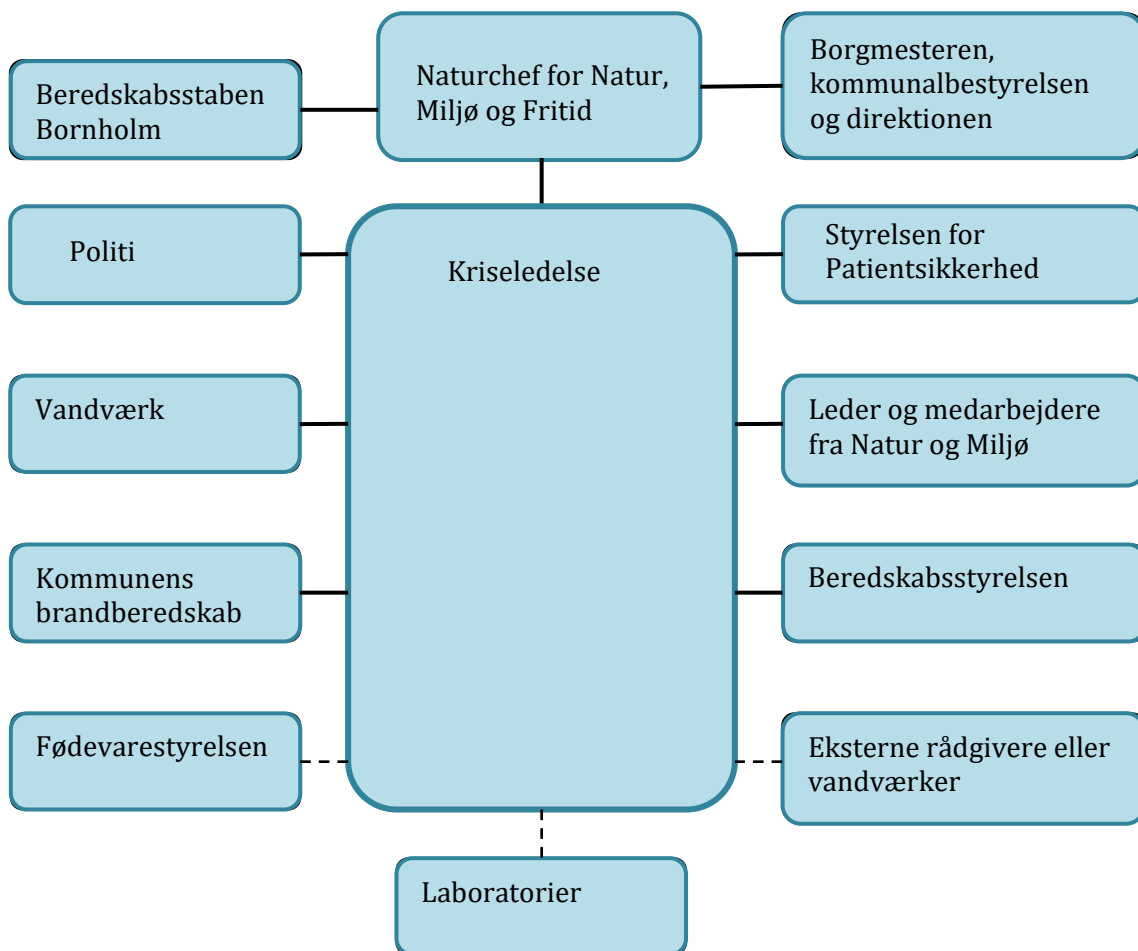 Beredskabsstaben
Bornholm
Naturchef for Natur,
Miljø og Fritid
Borgmesteren,
kommunalbestyrelsen
og direktionen
Politi
Kriseledelse
Styrelsen for
Patientsikkerhed
Vandværk
Leder og medarbejdere
fra Natur og Miljø
Kommunens
brandberedskab
Beredskabsstyrelsen
Fødevarestyrelsen
Eksterne rådgivere eller
vandværker
Laboratorier